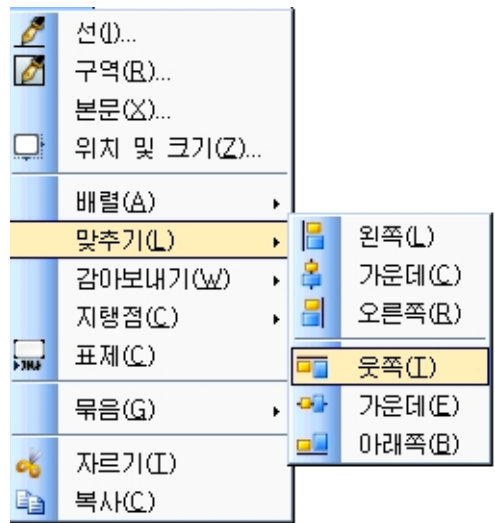 선(I)...
구역(R)...
본문(X)...
위치 및 크기(Z)...
배렬(A)
맞추기(L)
감아보내기(W)
지탱점(C)
표제(C)
묶음(G)
자르기(T)
복사(C)
왼쪽(L)
가운데(C)
오른쪽(R)
웃쪽(T)
가운데(E)
아래쪽(B)